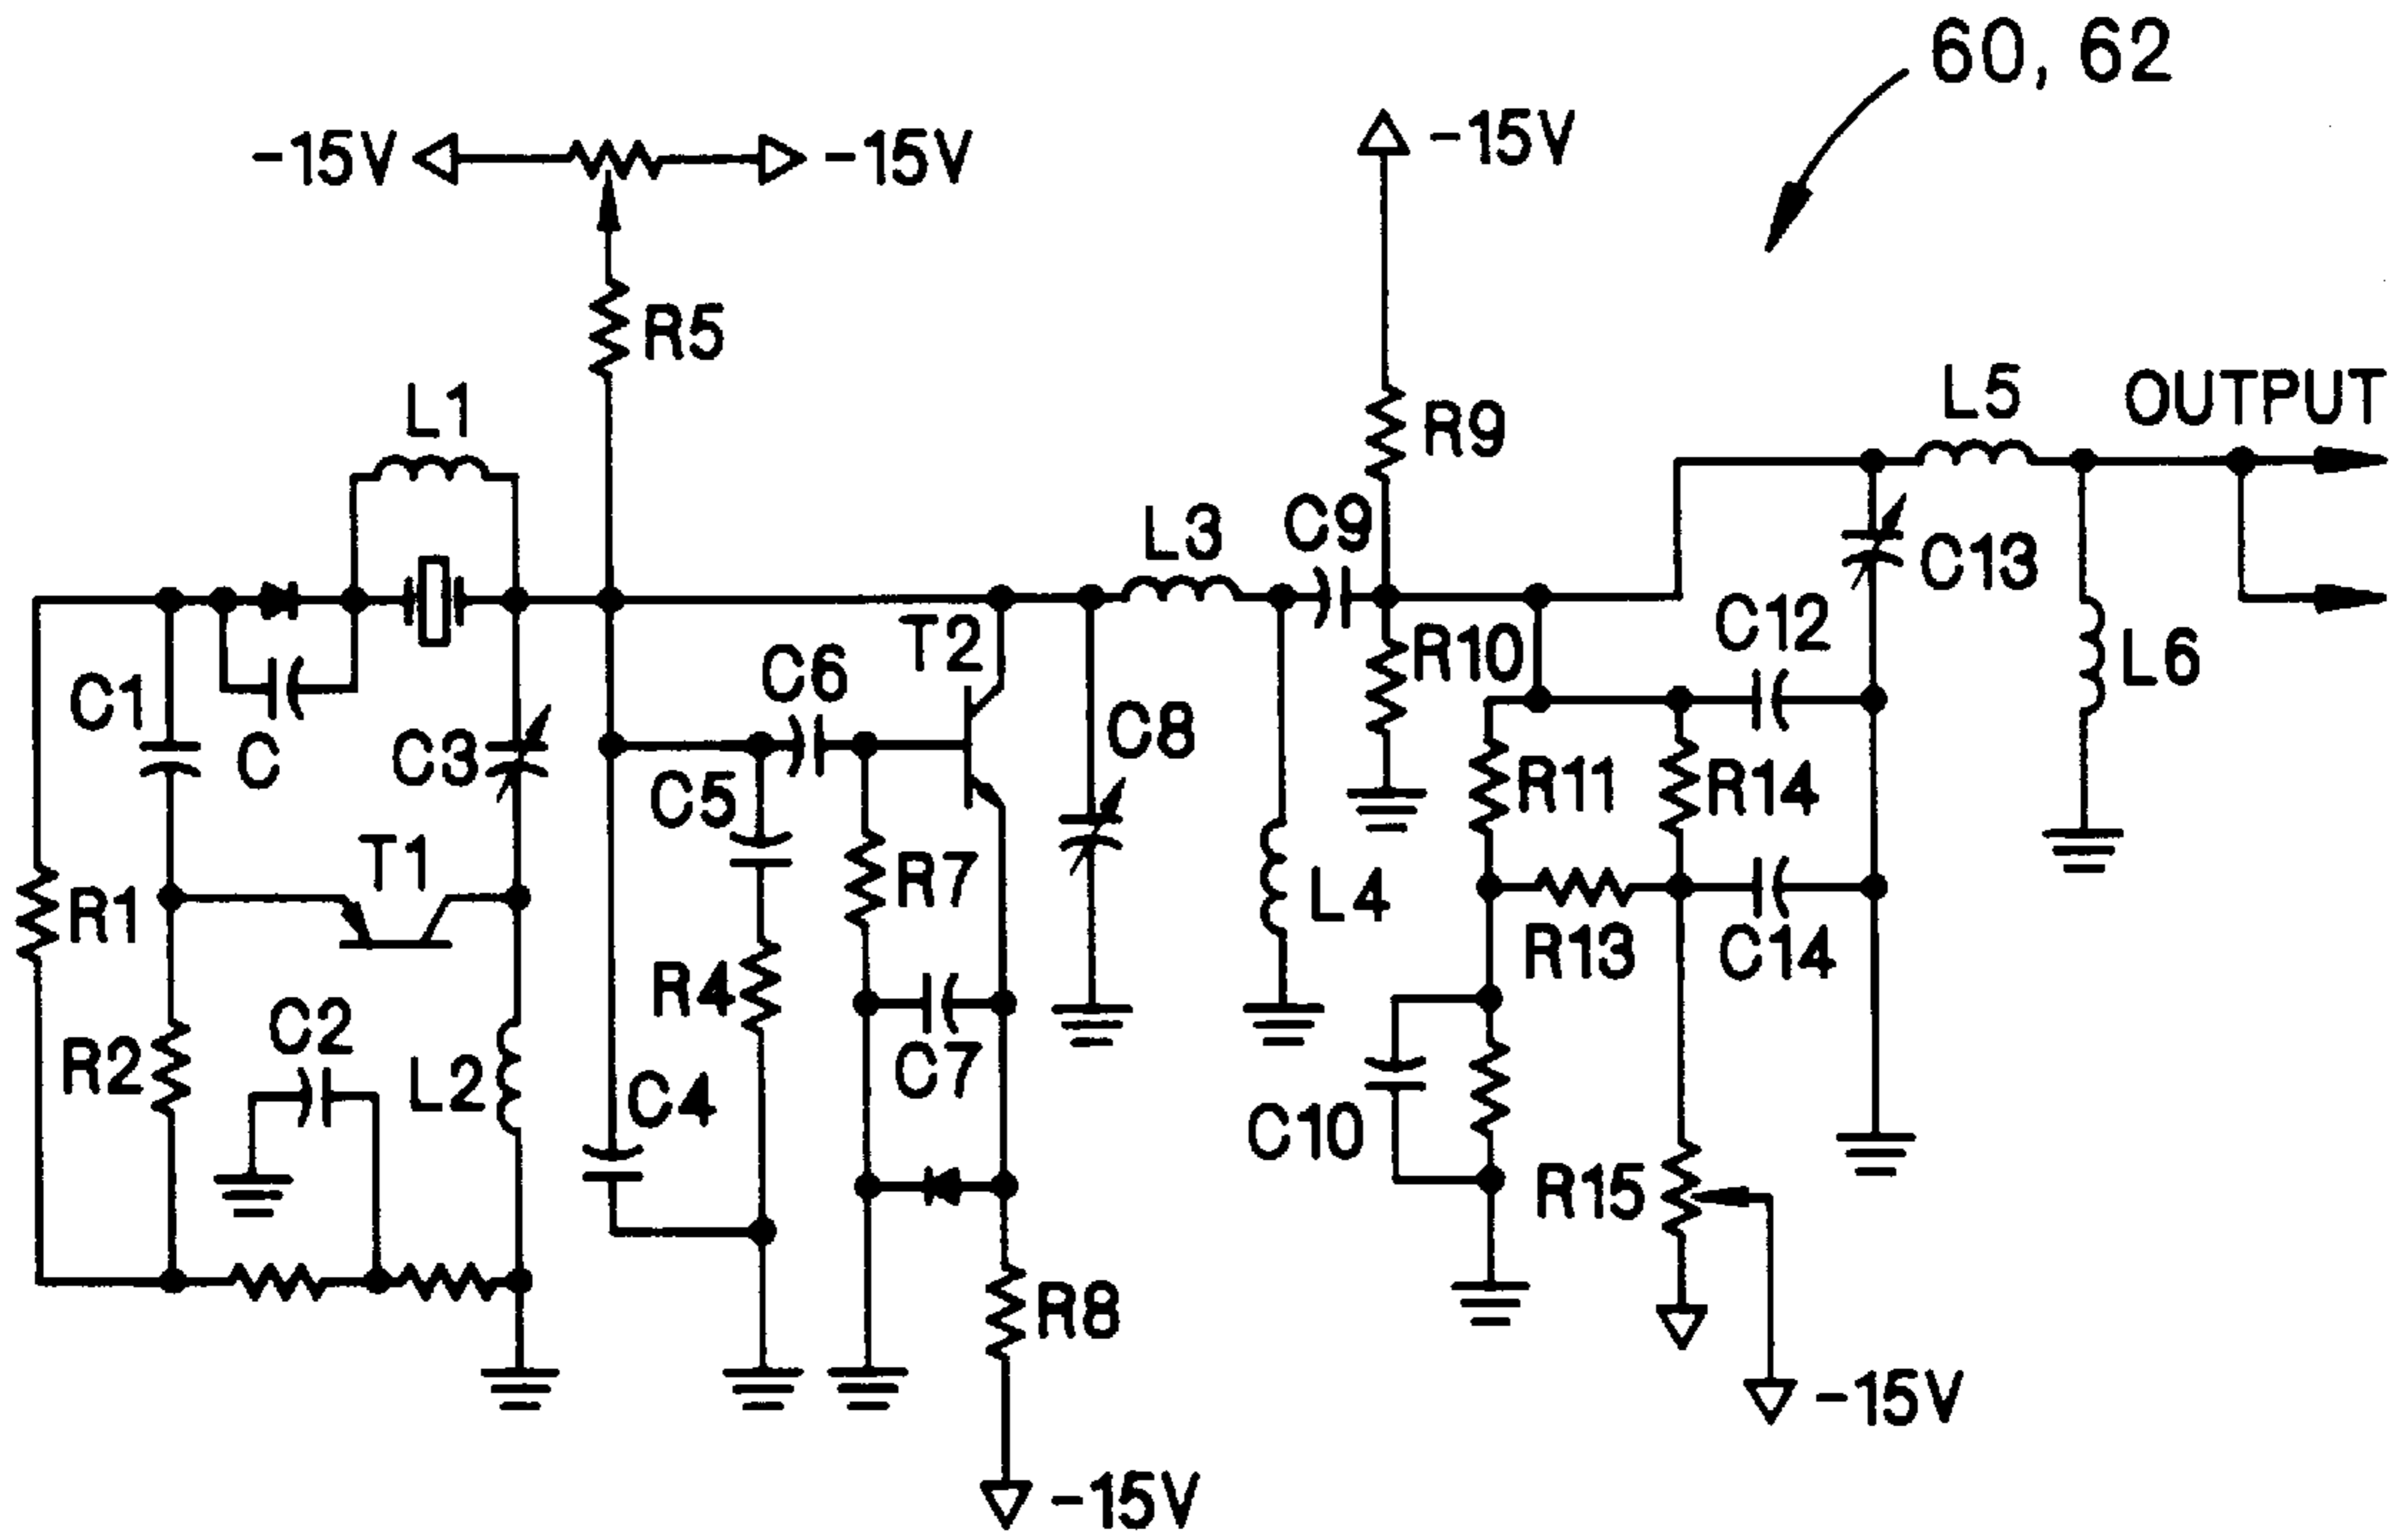 60, 62
-15V
-15V
-15V
R5
R9
L1
L5
OUTPUT
L3
C9
C13
T2
C12
R10
L6
C6
C1
C
C3
C8
C5
R11
R14
T1
R7
L4
R1
R13
C14
R4
C2
R2
L2
C7
C4
C10
R15
R8
-15V
-15V